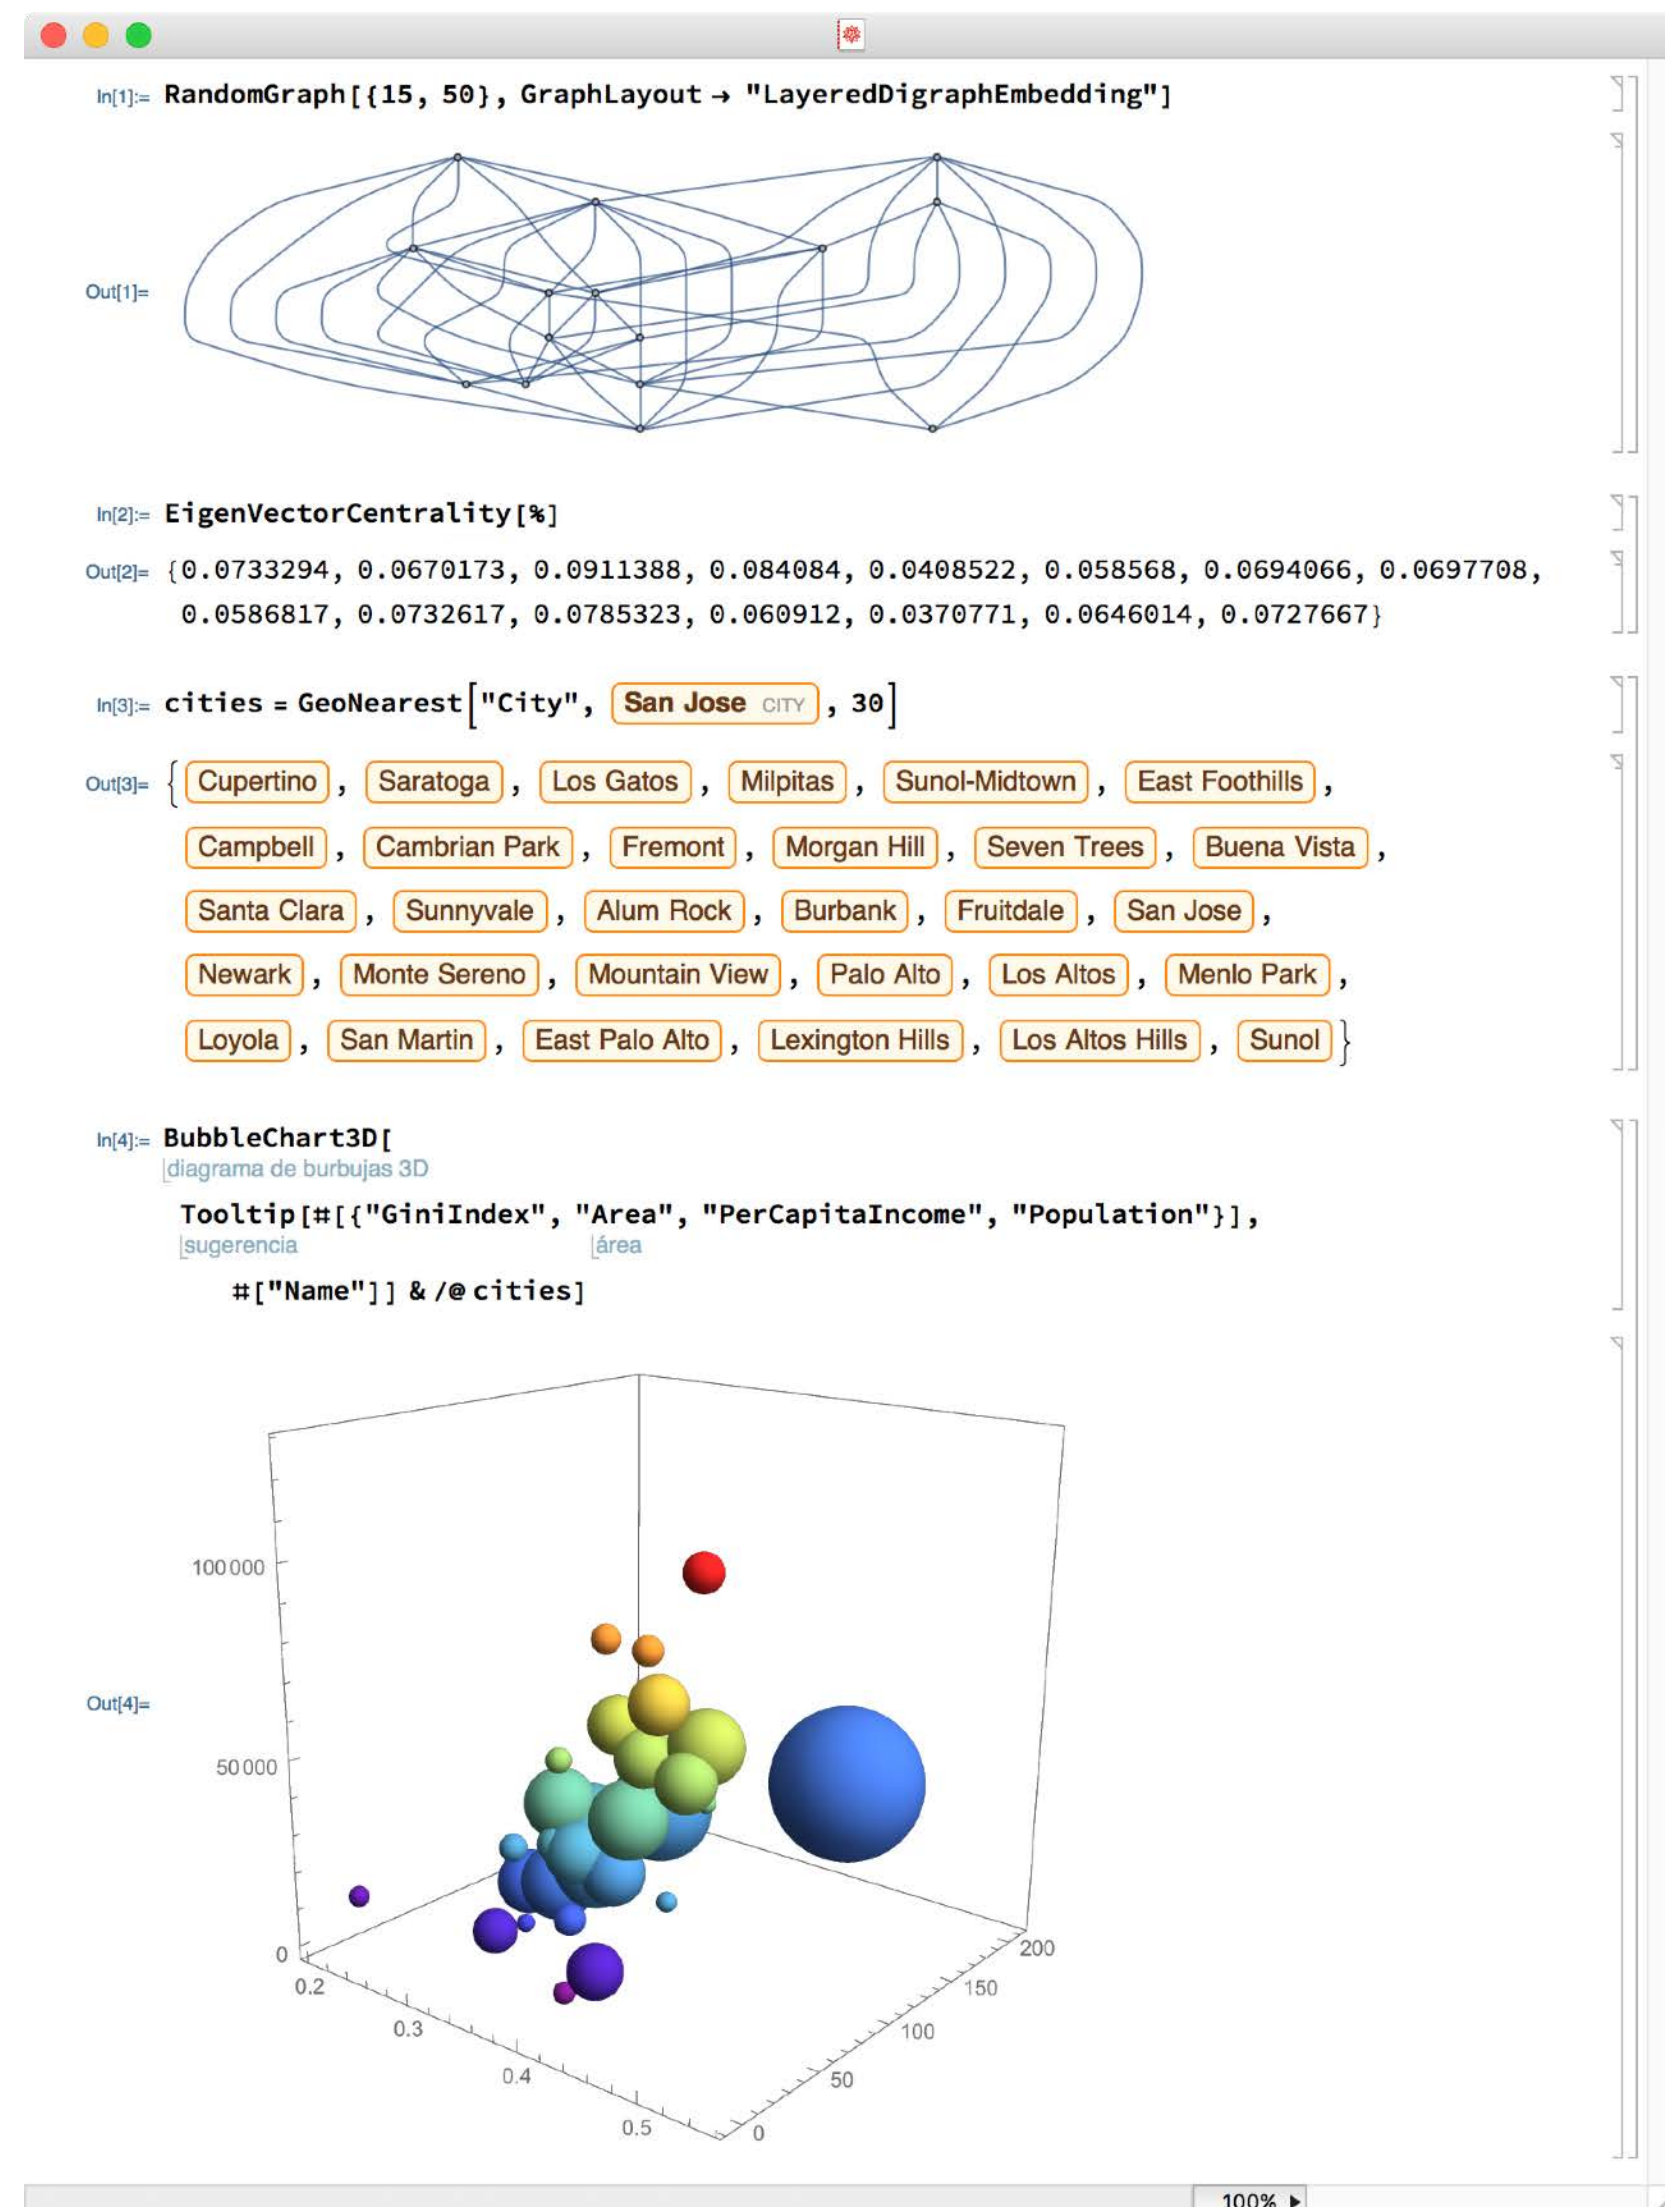 In[1]:= RandomGraph[{15, 50}, GraphLayout → "LayeredDigraphEmbedding"]
Out[1]=
In[2]:= EigenVectorCentrality[%]
Out[2]= {0.0733294, 0.0670173, 0.0911388, 0.084084, 0.0408522, 0.058568, 0.0694066, 0.0697708,
0.0586817, 0.0732617, 0.0785323, 0.060912, 0.0370771, 0.0646014, 0.0727667}
In[3]:= cities = GeoNearest["City", San Jose CITY , 30]
Out[3]= { Cupertino , Saratoga , Los Gatos , Milpitas , Sunol-Midtown , East Foothills ,
Campbell , Cambrian Park , Fremont , Morgan Hill , Seven Trees , Buena Vista ,
Santa Clara , Sunnyvale , Alum Rock , Burbank , Fruitdale , San Jose ,
Newark , Monte Sereno , Mountain View , Palo Alto , Los Altos , Menlo Park ,
Loyola , San Martin , East Palo Alto , Lexington Hills , Los Altos Hills , Sunol }
In[4]:= BubbleChart3D[
diagrama de burbujas 3D
Tooltip[#[{"GiniIndex", "Area", "PerCapitaIncome", "Population"}],
sugerencia área
#["Name"]] & /@ cities]
100000
50000
Out[4]=
0
0.2
0.3
0.4
0.5
0
50
100
150
200
100%